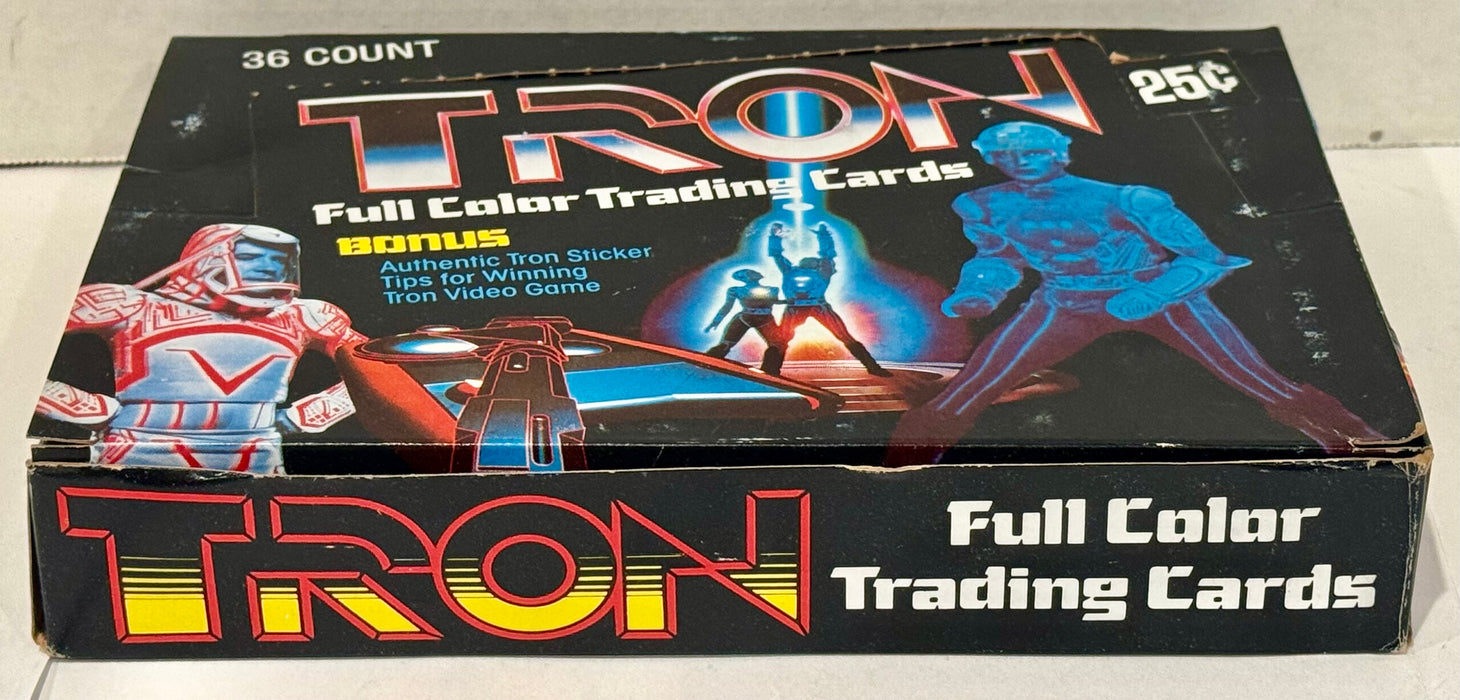 36 COUNT
25¢
TRON
Full Color Trading Cards
Bonus
Authentic Tron Sticker
Tips for Winning
Tron Video Game
TRON
Full Color
Trading Cards